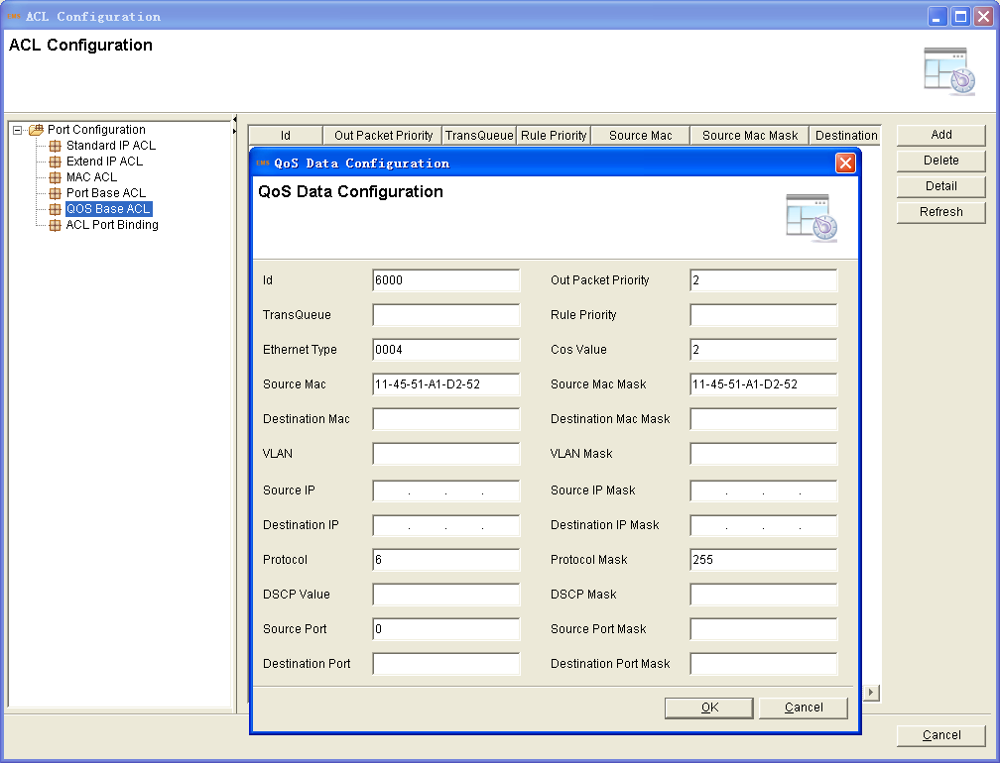 EMS ACL Configuration
ACL Configuration
Port Configuration
Standard IP ACL
Extend IP ACL
MAC ACL
Port Base ACL
QOS Base ACL
ACL Port Binding
Id Out Packet Priority TransQueue Rule Priority Source Mac Source Mac Mask Destination
Add
Delete
Detail
Refresh
EMS QoS Data Configuration
QoS Data Configuration
Id 6000 Out Packet Priority 2
TransQueue Rule Priority
Ethernet Type 0004 Cos Value 2
Source Mac 11-45-51-A1-D2-52 Source Mac Mask 11-45-51-A1-D2-52
Destination Mac Destination Mac Mask
VLAN VLAN Mask
Source IP . . . Source IP Mask . . .
Destination IP . . . Destination IP Mask . . .
Protocol 6 Protocol Mask 255
DSCP Value DSCP Mask
Source Port 0 Source Port Mask
Destination Port Destination Port Mask
OK Cancel
Cancel